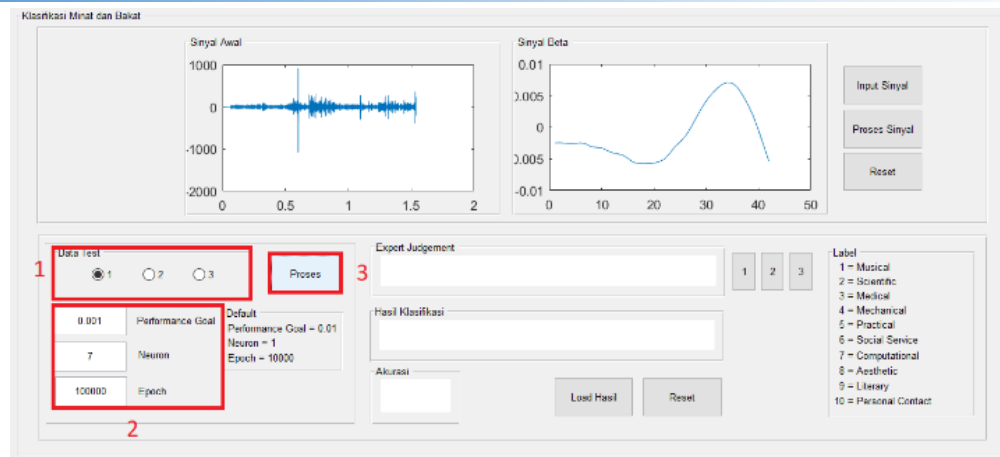 Klasifikasi Minat dan Bakat
Sinyal Awal
1000
0
-1000
-2000
0 0.5 1 1.5 2
Sinyal Beta
0.01
0.005
0
0.005
-0.01
0 10 20 30 40 50
Input Sinyal
Proses Sinyal
Reset
1
Data Test
1 2 3
Proses
3
0.001 Performance Goal
7 Neuron
100000 Epoch
2
Default
Performance Goal = 0.01
Neuron = 1
Epoch = 10000
Expert Judgement
1 2 3
Hasil Klasifikasi
Akurasi
Load Hasil
Reset
Label
1 = Musical
2 = Scientific
3 = Medical
4 = Mechanical
5 = Practical
6 = Social Service
7 = Computational
8 = Aesthetic
9 = Literary
10 = Personal Contact